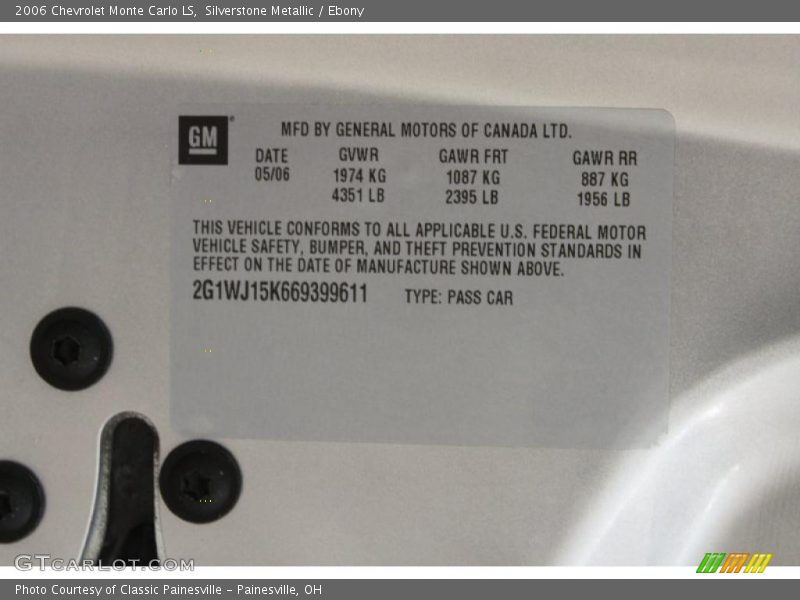 2006 Chevrolet Monte Carlo LS,  Silverstone Metallic / Ebony
GM
MFD BY GENERAL MOTORS OF CANADA LTD.
DATE GVWR GAWR FRT GAWR RR
05/06 1974 KG 1087 KG 887 KG
4351 LB 2395 LB 1956 LB
THIS VEHICLE CONFORMS TO ALL APPLICABLE U.S. FEDERAL MOTOR
VEHICLE SAFETY, BUMPER, AND THEFT PREVENTION STANDARDS IN
EFFECT ON THE DATE OF MANUFACTURE SHOWN ABOVE.
2G1WJ15K669399611 TYPE: PASS CAR
GTCARLOT.COM
Photo Courtesy of Classic Painesville - Painesville, OH